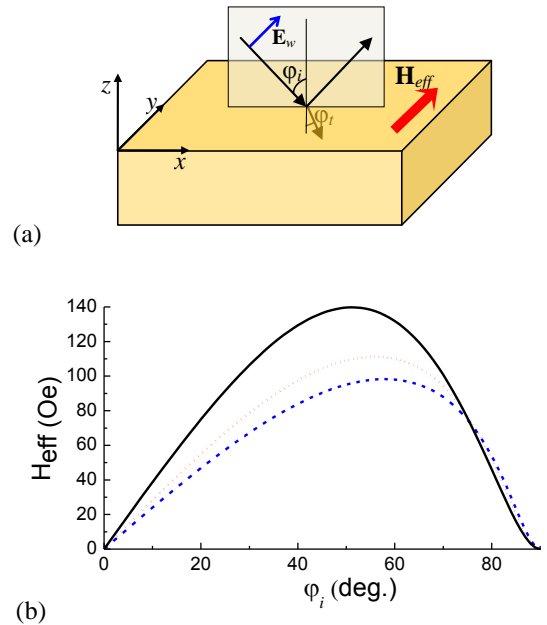 E_w
φ_i
H_eff
z
y
φ_t
x
(a)
140
120
100
80
60
40
20
0
H_eff (Oe)
0 20 40 60 80
φ_i (deg.)
(b)